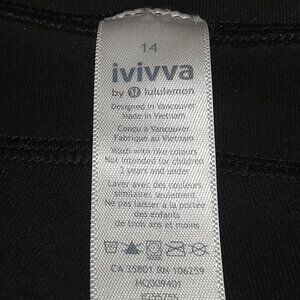 14
ivivva
by lululemon
Designed in Vancouver
Made in Vietnam
Conçu à Vancouver
Fabriqué au Vietnam
Wash with like colours
Not intended for children
2 years and under
Laver avec des couleurs
similaires seulement.
Ne pas laisser à la portée
des enfants
de trois ans et moins
CA 35801 RN 106259
HQ309401